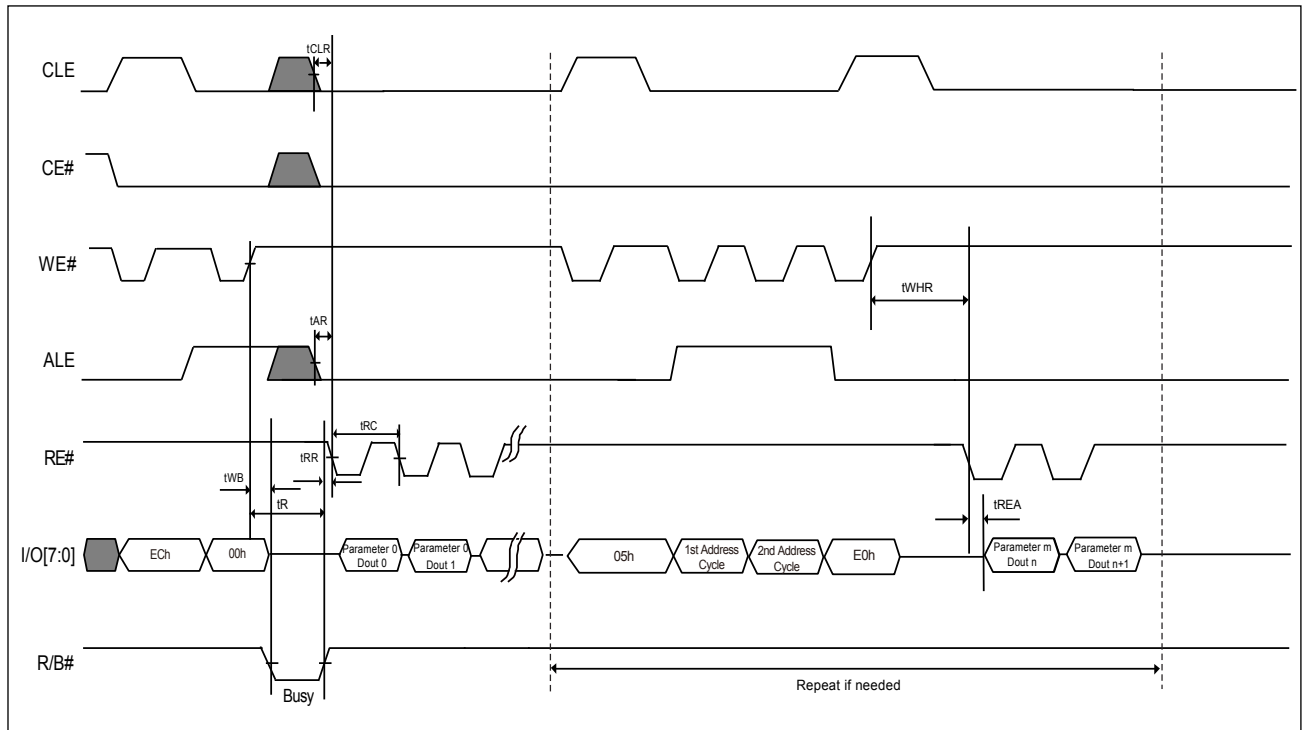 tCLR
CLE
CE#
WE#
tWHR
tAR
ALE
tRC
RE#
tRR
tWB
tR
tREA
I/O[7:0]
ECh
00h
Parameter 0
Dout 0
Parameter 0
Dout 1
05h
1st Address
Cycle
2nd Address
Cycle
E0h
Parameter m
Dout n
Parameter m
Dout n+1
R/B#
Busy
Repeat if needed